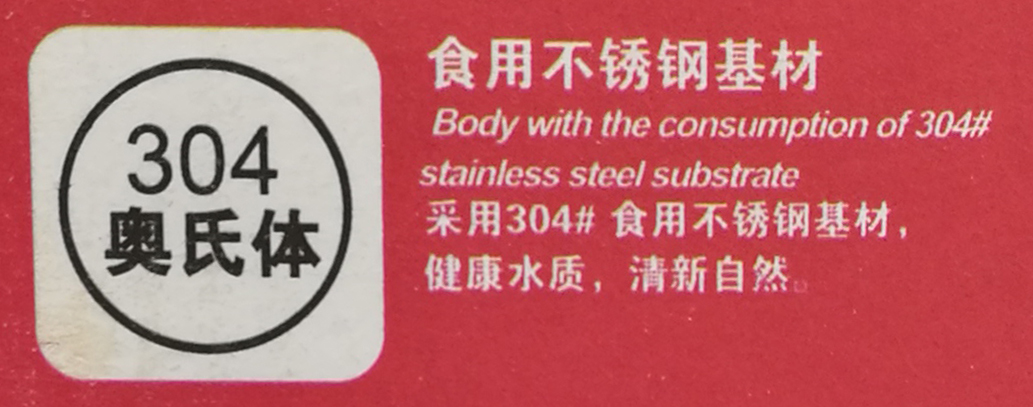 304
奥氏体
食用不锈钢基材
Body with the consumption of 304#
stainless steel substrate
采用304# 食用不锈钢基材，
健康水质，清新自然。